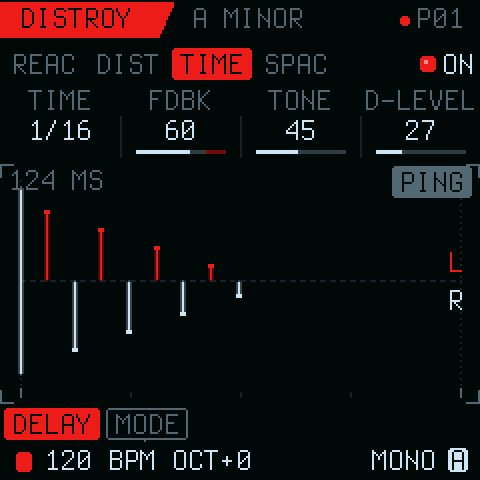 DISTROY A MINOR P01
REAC DIST TIME SPAC ON
TIME FDBK TONE D-LEVEL
1/16 60 45 27
124 MS PING
L
R
DELAY MODE
120 BPM OCT+0 MONO A